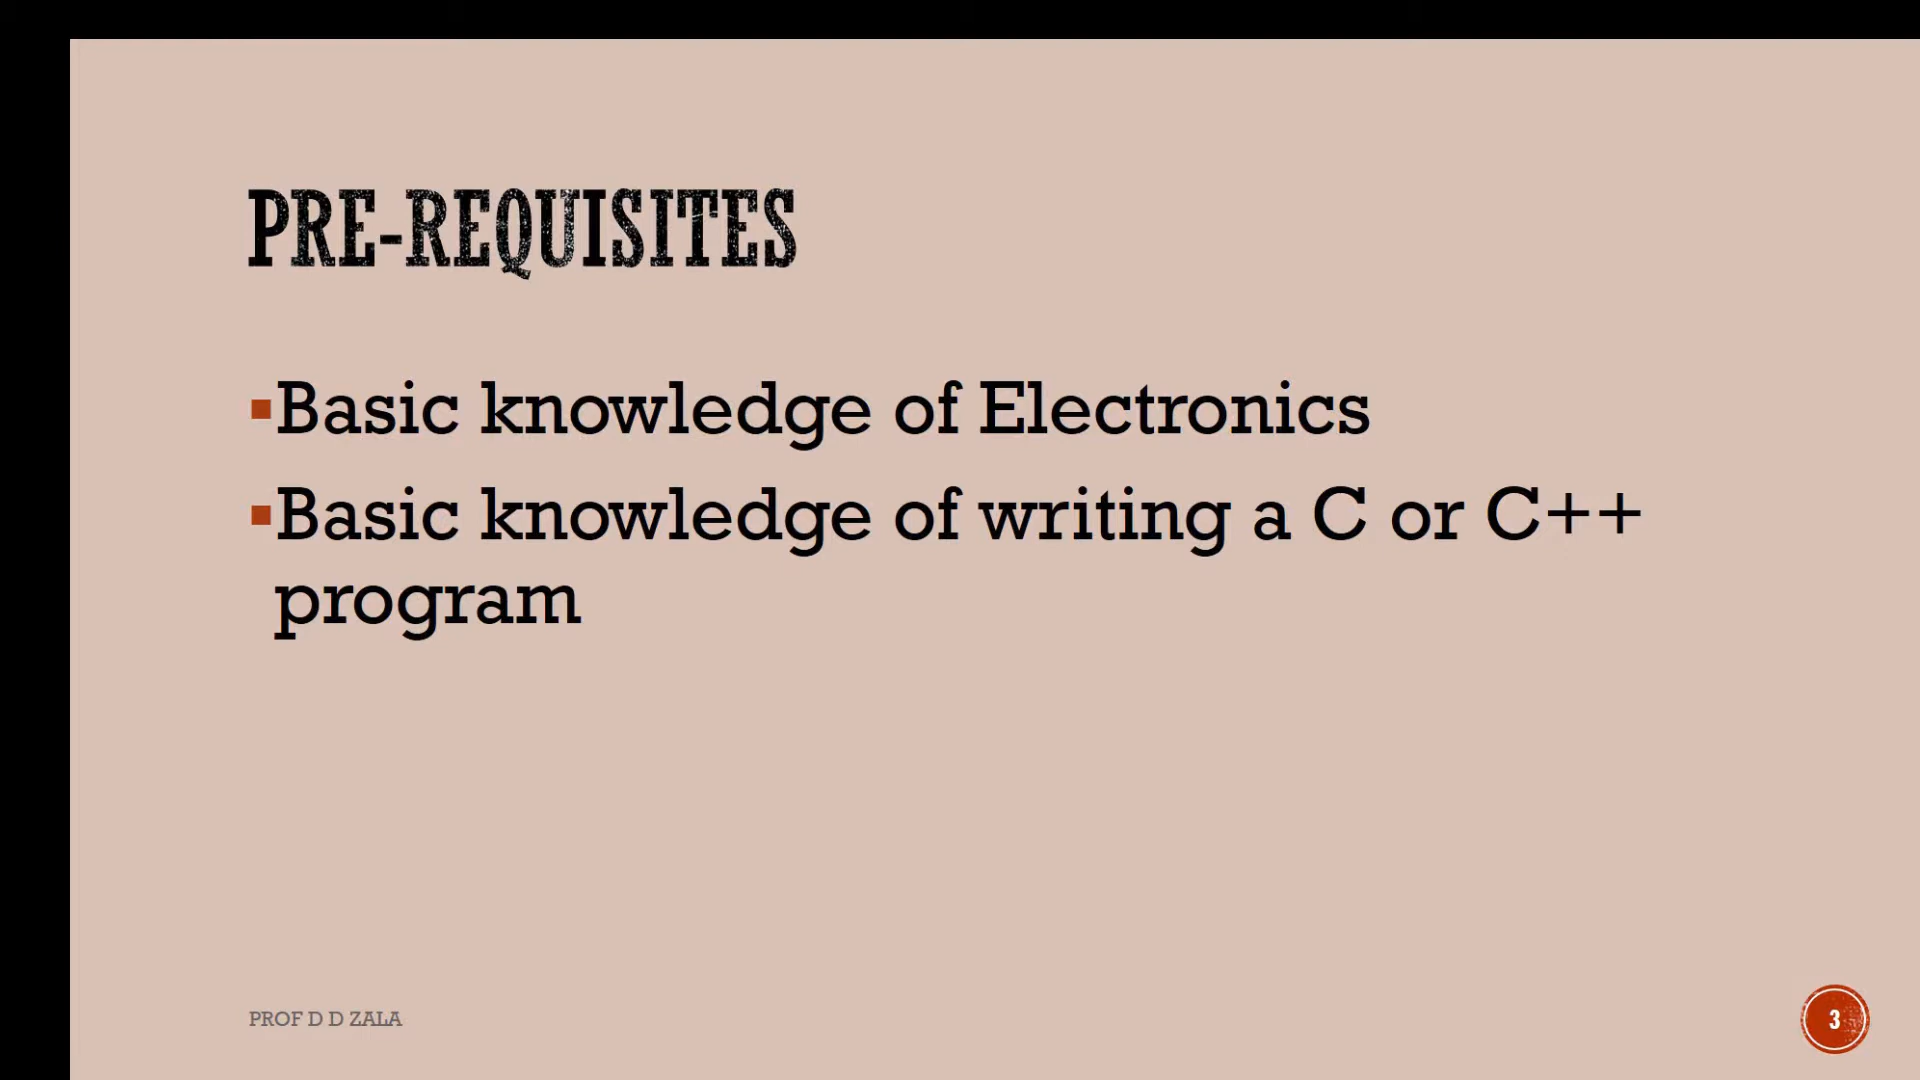 PRE-REQUISITES
▪Basic knowledge of Electronics
▪Basic knowledge of writing a C or C++
program
PROF D D ZALA
3